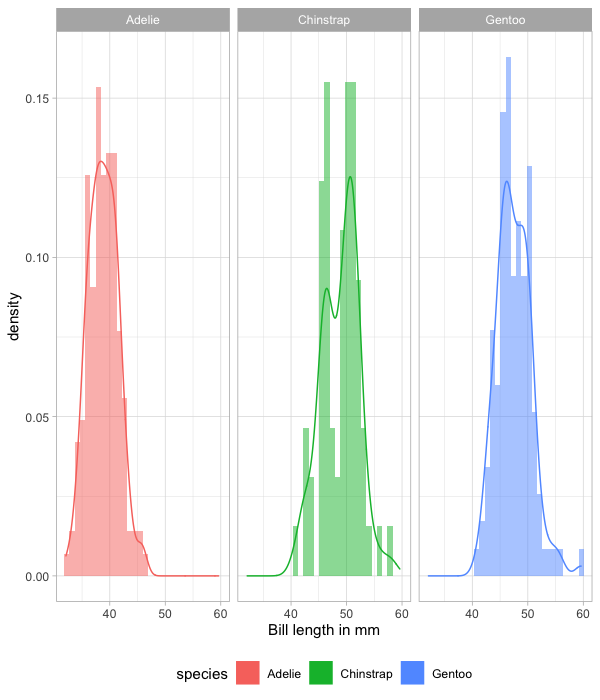 Adelie Chinstrap Gentoo
0.15
0.10
0.05
0.00
density
40 50 60 40 50 60 40 50 60
Bill length in mm
species Adelie Chinstrap Gentoo